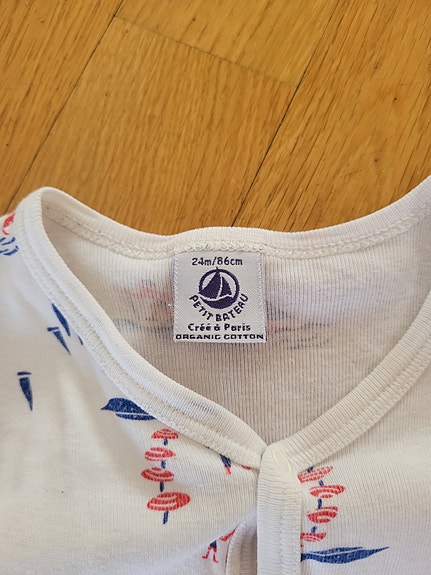 24m/86cm
PETIT BATEAU
Créé à Paris
ORGANIC COTTON